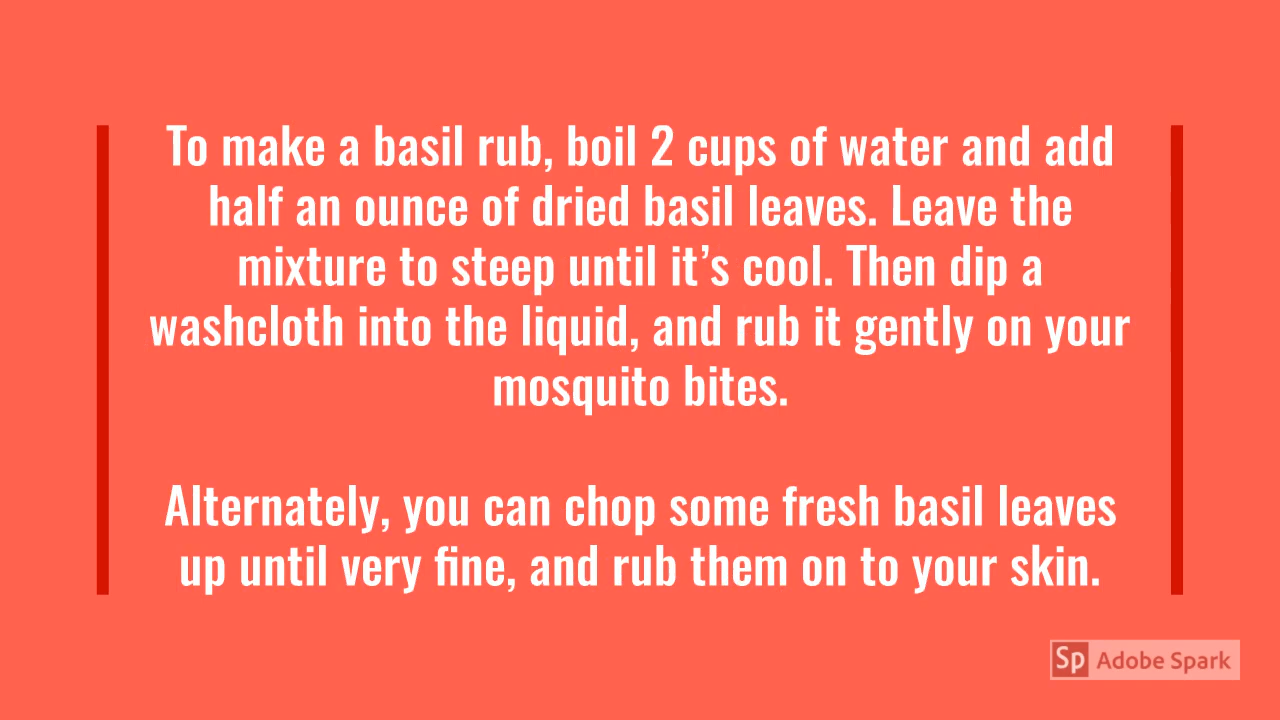 To make a basil rub, boil 2 cups of water and add
half an ounce of dried basil leaves. Leave the
mixture to steep until it’s cool. Then dip a
washcloth into the liquid, and rub it gently on your
mosquito bites.
Alternately, you can chop some fresh basil leaves
up until very fine, and rub them on to your skin.
Sp Adobe Spark